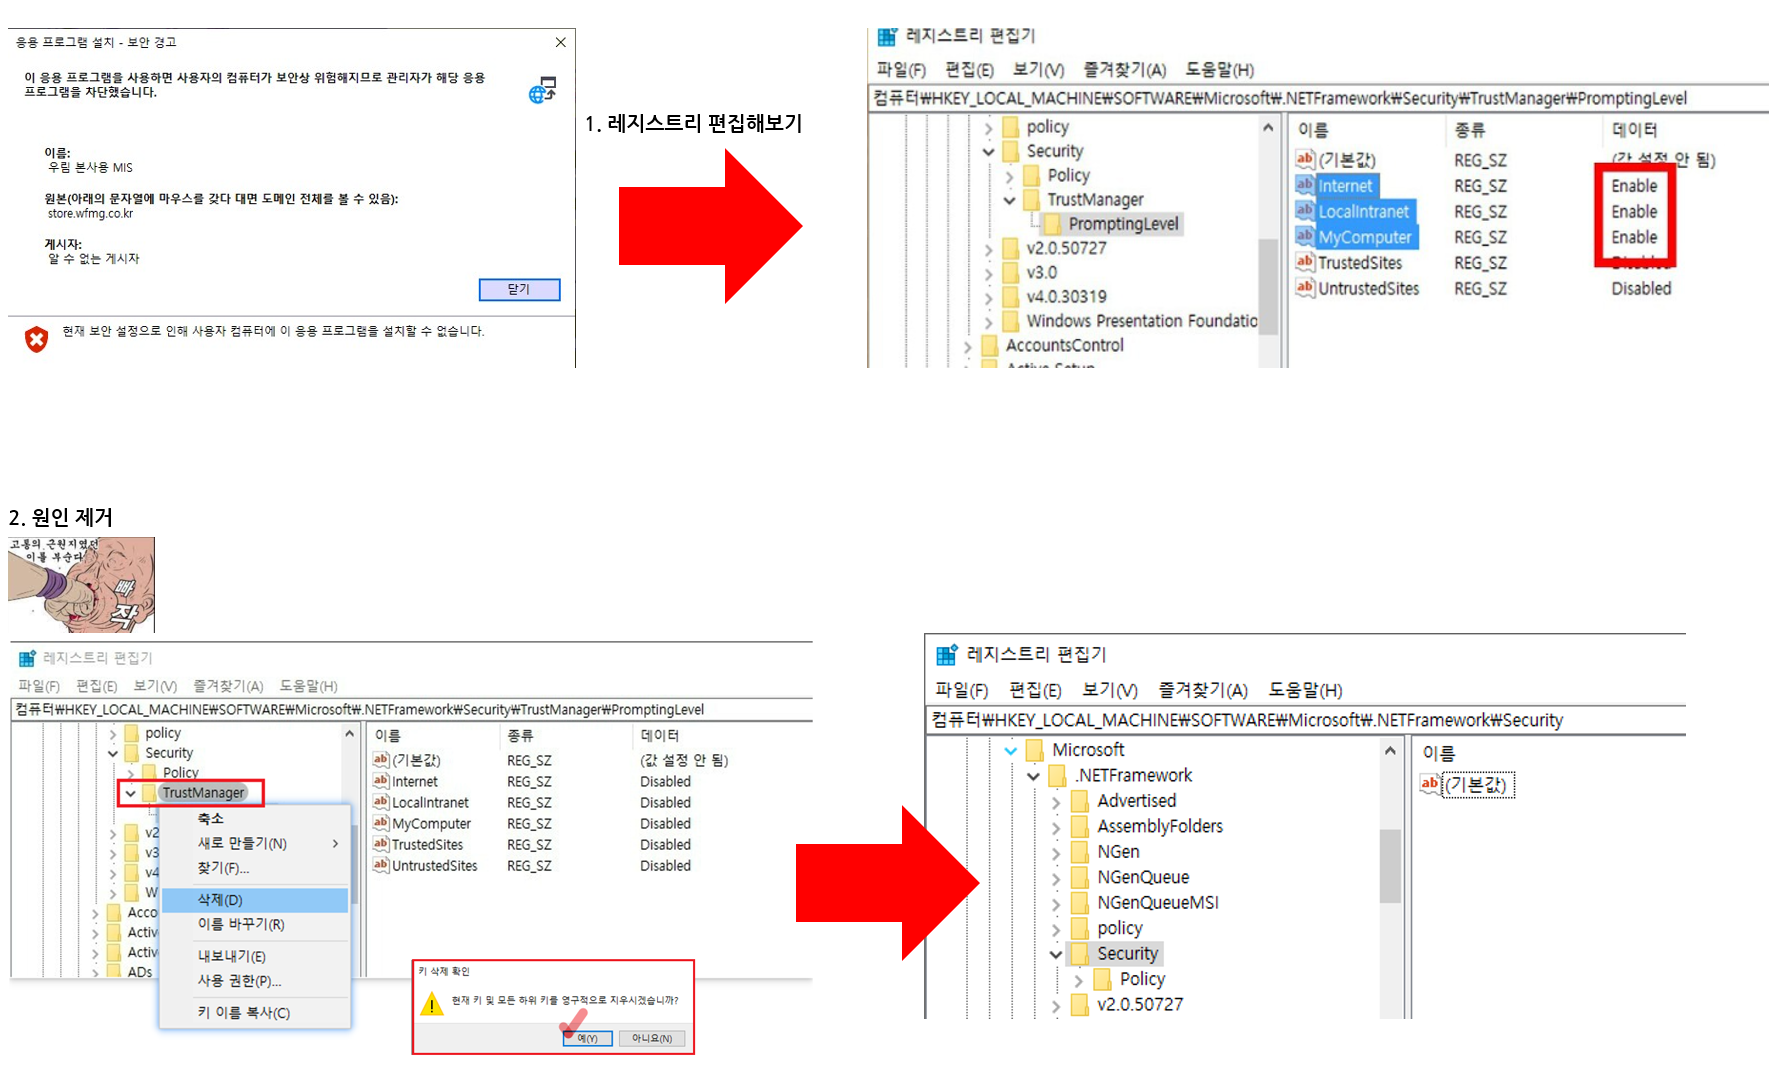 응용 프로그램 설치 - 보안 경고
이 응용 프로그램을 사용하면 사용자의 컴퓨터가 보안상 위험해지므로 관리자가 해당 응용
프로그램을 차단했습니다.
이름:
우림 본사용 MIS
원본(아래의 문자열에 마우스를 갖다 대면 도메인 전체를 볼 수 있음):
store.wfmg.co.kr
게시자:
알 수 없는 게시자
닫기
현재 보안 설정으로 인해 사용자 컴퓨터에 이 응용 프로그램을 설치할 수 없습니다.
1. 레지스트리 편집해보기
레지스트리 편집기
파일(F) 편집(E) 보기(V) 즐겨찾기(A) 도움말(H)
컴퓨터₩HKEY_LOCAL_MACHINE₩SOFTWARE₩Microsoft₩.NETFramework₩Security₩TrustManager₩PromptingLevel
policy
Security
Policy
TrustManager
PromptingLevel
v2.0.50727
v3.0
v4.0.30319
Windows Presentation Foundatio
AccountsControl
Active Setup
이름 종류 데이터
(기본값) REG_SZ (값 설정 안 됨)
Internet REG_SZ Enable
LocalIntranet REG_SZ Enable
MyComputer REG_SZ Enable
TrustedSites REG_SZ Disabled
UntrustedSites REG_SZ Disabled
2. 원인 제거
고통의 근원지였던
이를 부순다
빠
작
레지스트리 편집기
파일(F) 편집(E) 보기(V) 즐겨찾기(A) 도움말(H)
컴퓨터₩HKEY_LOCAL_MACHINE₩SOFTWARE₩Microsoft₩.NETFramework₩Security₩TrustManager₩PromptingLevel
policy
Security
Policy
TrustManager
v2
v3
v4
W
Acco
Activ
Activ
ADs
축소
새로 만들기(N)
찾기(F)...
삭제(D)
이름 바꾸기(R)
내보내기(E)
사용 권한(P)...
키 이름 복사(C)
이름 종류 데이터
(기본값) REG_SZ (값 설정 안 됨)
Internet REG_SZ Disabled
LocalIntranet REG_SZ Disabled
MyComputer REG_SZ Disabled
TrustedSites REG_SZ Disabled
UntrustedSites REG_SZ Disabled
키 삭제 확인
현재 키 및 모든 하위 키를 영구적으로 지우시겠습니까?
예(Y) 아니요(N)
레지스트리 편집기
파일(F) 편집(E) 보기(V) 즐겨찾기(A) 도움말(H)
컴퓨터₩HKEY_LOCAL_MACHINE₩SOFTWARE₩Microsoft₩.NETFramework₩Security
Microsoft
.NETFramework
Advertised
AssemblyFolders
NGen
NGenQueue
NGenQueueMSI
policy
Security
Policy
v2.0.50727
이름
(기본값)